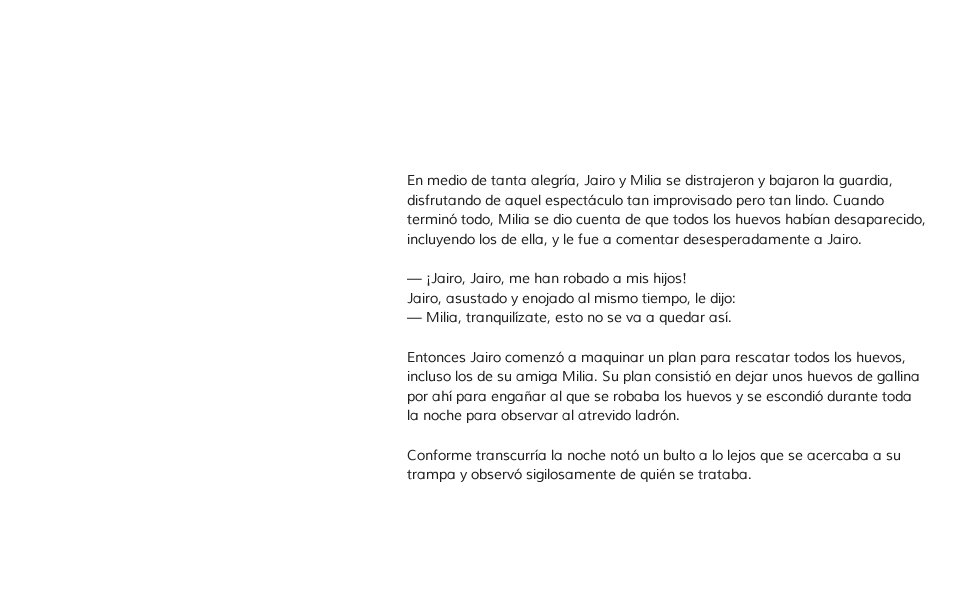 En medio de tanta alegría, Jairo y Milia se distrajeron y bajaron la guardia,
disfrutando de aquel espectáculo tan improvisado pero tan lindo. Cuando
terminó todo, Milia se dio cuenta de que todos los huevos habían desaparecido,
incluyendo los de ella, y le fue a comentar desesperadamente a Jairo.
— ¡Jairo, Jairo, me han robado a mis hijos!
Jairo, asustado y enojado al mismo tiempo, le dijo:
— Milia, tranquilízate, esto no se va a quedar así.
Entonces Jairo comenzó a maquinar un plan para rescatar todos los huevos,
incluso los de su amiga Milia. Su plan consistió en dejar unos huevos de gallina
por ahí para engañar al que se robaba los huevos y se escondió durante toda
la noche para observar al atrevido ladrón.
Conforme transcurría la noche notó un bulto a lo lejos que se acercaba a su
trampa y observó sigilosamente de quién se trataba.